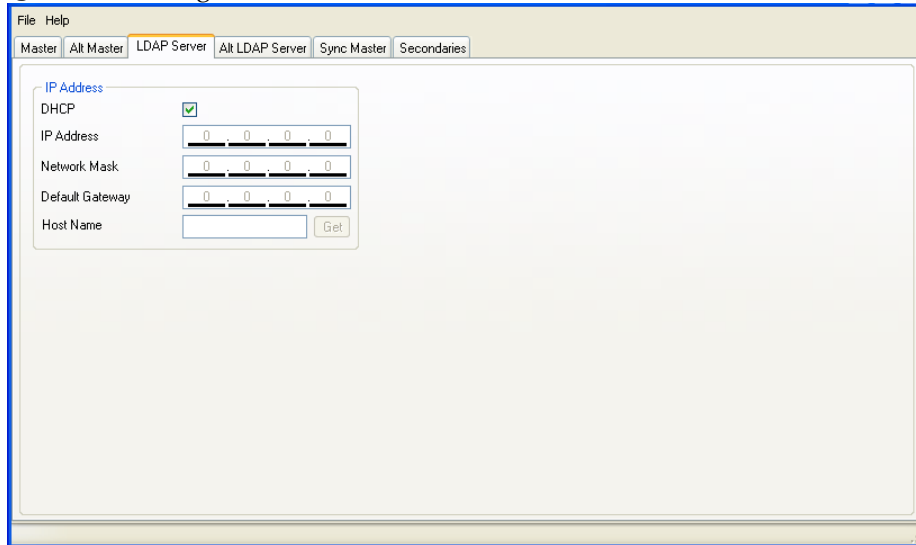 File Help
Master Alt Master LDAP Server Alt LDAP Server Sync Master Secondaries
IP Address
DHCP
IP Address 0 . 0 . 0 . 0
Network Mask 0 . 0 . 0 . 0
Default Gateway 0 . 0 . 0 . 0
Host Name Get